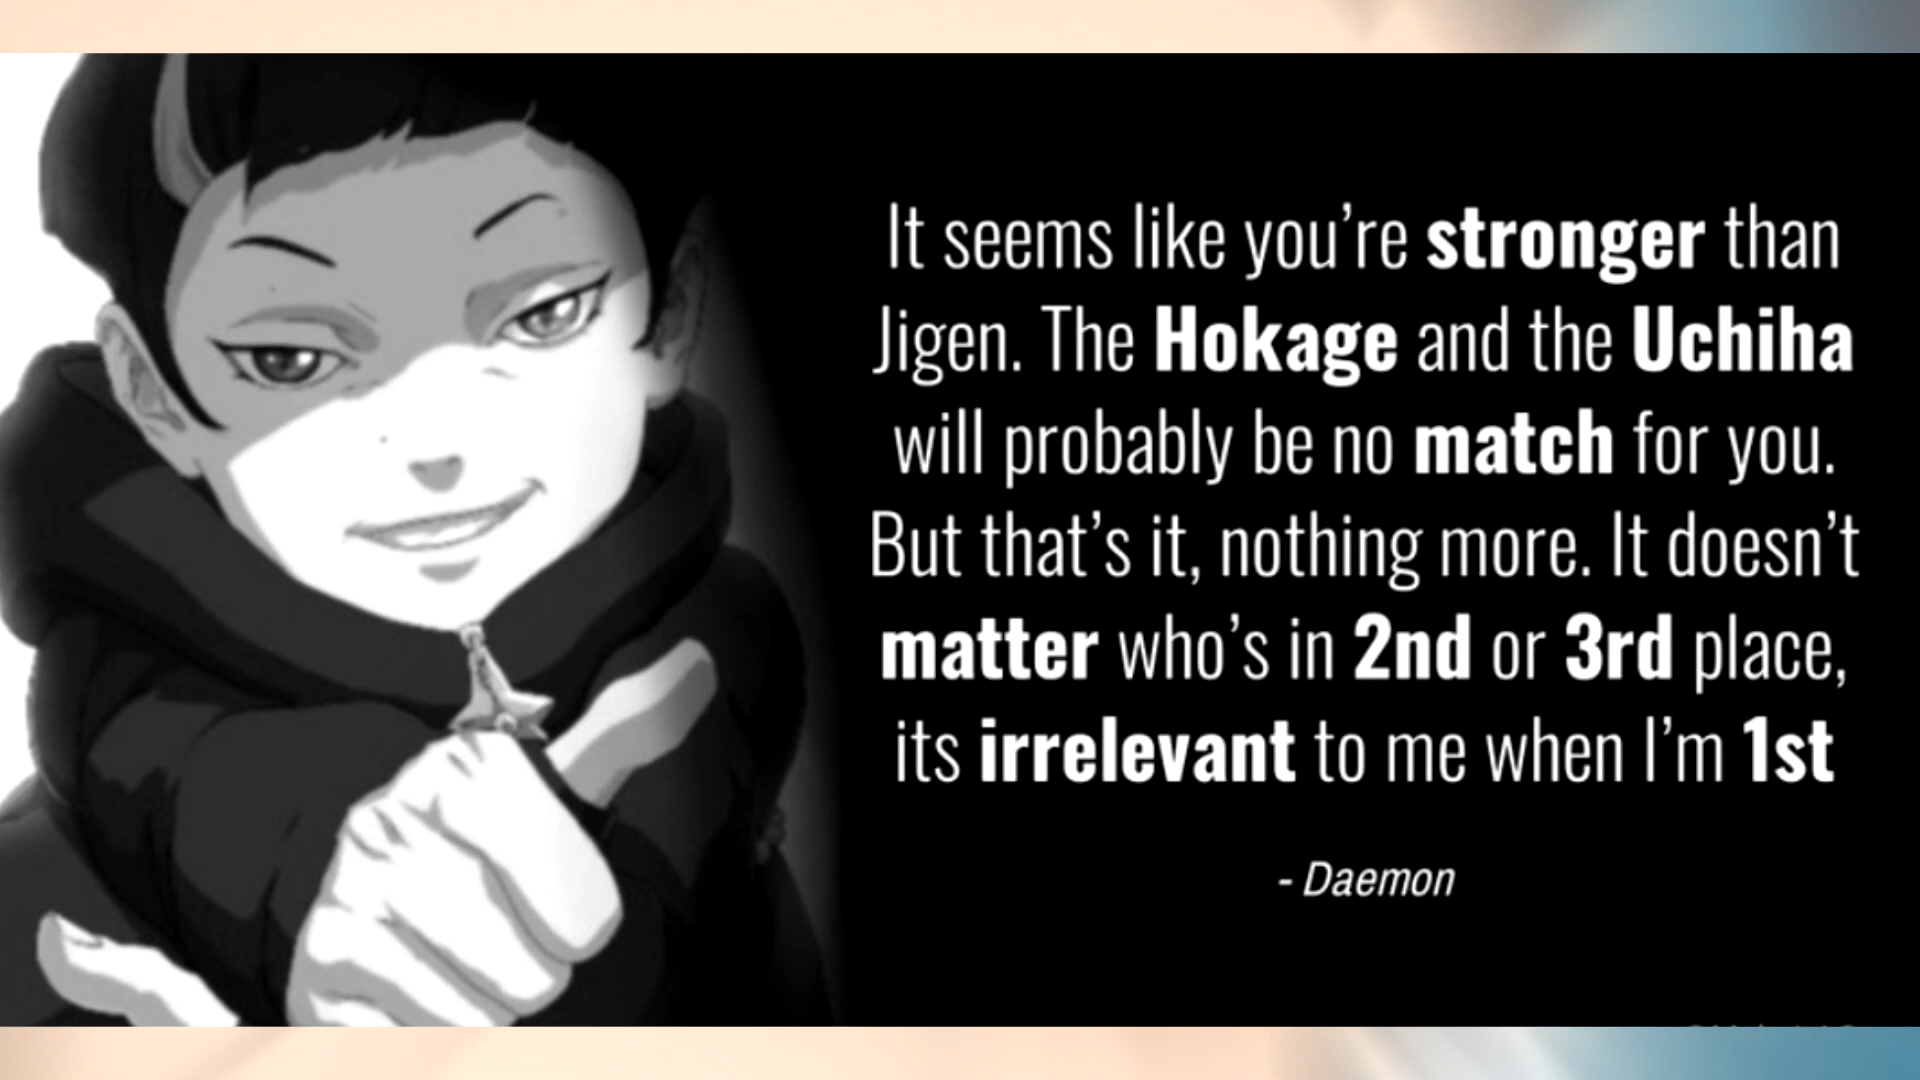 It seems like you’re stronger than
Jigen. The Hokage and the Uchiha
will probably be no match for you.
But that’s it, nothing more. It doesn’t
matter who’s in 2nd or 3rd place,
its irrelevant to me when I’m 1st
- Daemon